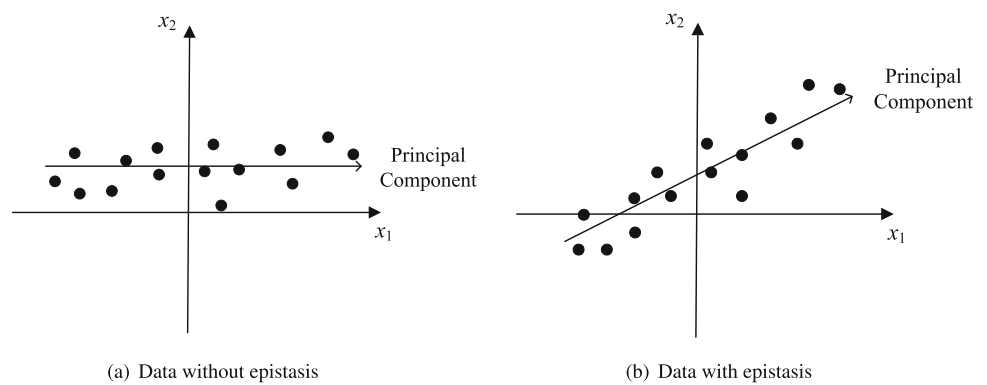 x₂
Principal
Component
x₁
(a) Data without epistasis
x₂
Principal
Component
x₁
(b) Data with epistasis